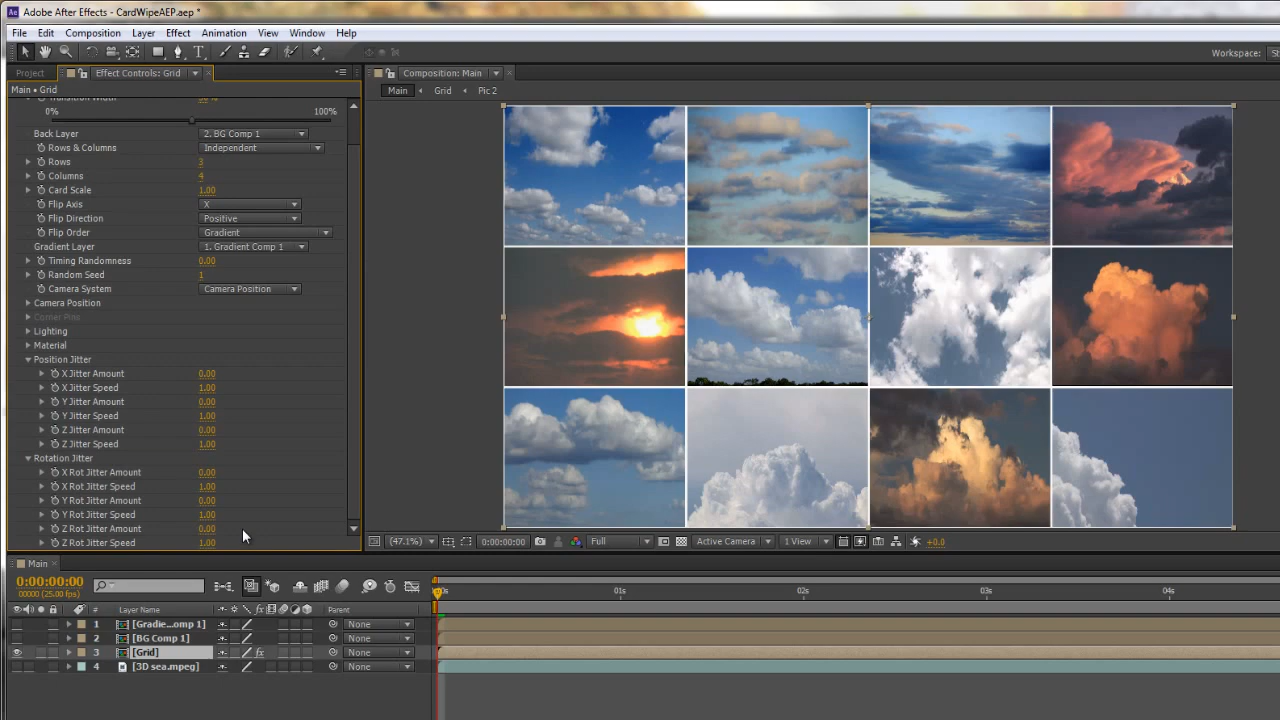 Adobe After Effects - CardWipeAEP.aep *
File Edit Composition Layer Effect Animation View Window Help
Workspace: St
Project Effect Controls: Grid
Composition: Main
Main • Grid
Main Grid Pic 2
Transition Width 50 %
0% 100%
Back Layer 2. BG Comp 1
Rows & Columns Independent
Rows 3
Columns 4
Card Scale 1.00
Flip Axis X
Flip Direction Positive
Flip Order Gradient
Gradient Layer 1. Gradient Comp 1
Timing Randomness 0.00
Random Seed 1
Camera System Camera Position
Camera Position
Corner Pins
Lighting
Material
Position Jitter
X Jitter Amount 0.00
X Jitter Speed 1.00
Y Jitter Amount 0.00
Y Jitter Speed 1.00
Z Jitter Amount 0.00
Z Jitter Speed 1.00
Rotation Jitter
X Rot Jitter Amount 0.00
X Rot Jitter Speed 1.00
Y Rot Jitter Amount 0.00
Y Rot Jitter Speed 1.00
Z Rot Jitter Amount 0.00
Z Rot Jitter Speed 1.00
(47.1%) 0:00:00:00 Full Active Camera 1 View +0.0
Main
0:00:00:00
00000 (25.00 fps)
01s 02s 03s 04s
# Layer Name Parent
1 [Gradie...omp 1] None
2 [BG Comp 1] None
3 [Grid] fx None
4 [3D sea.mpeg] None